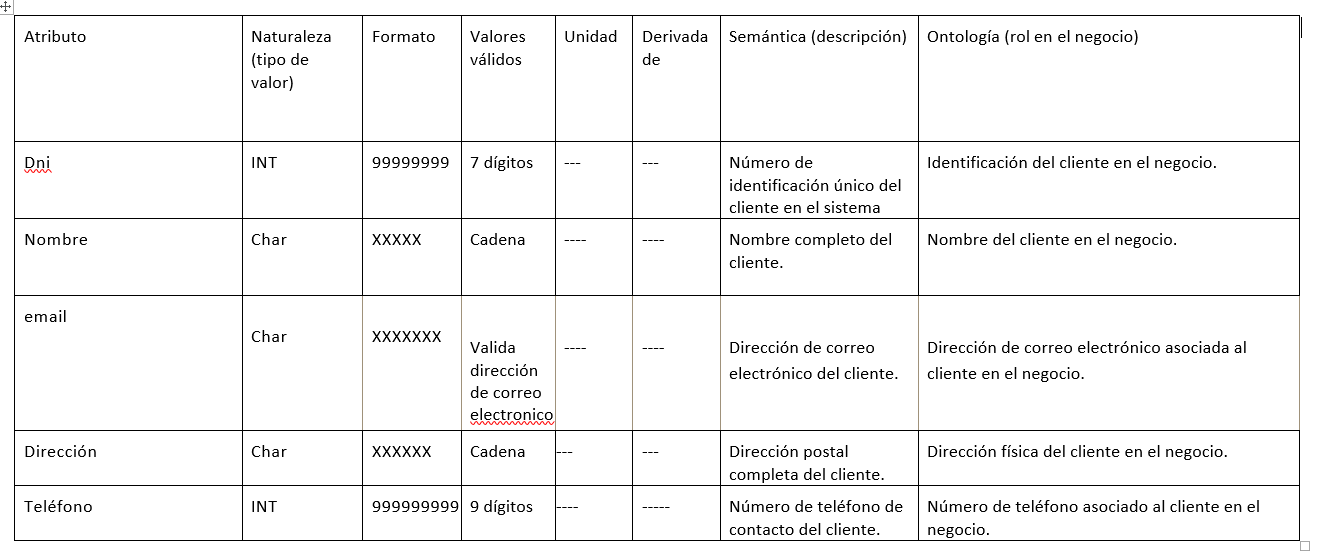 Atributo
Naturaleza
(tipo de
valor)
Formato
Valores
válidos
Unidad
Derivada
de
Semántica (descripción)
Ontología (rol en el negocio)
Dni
INT
99999999
7 dígitos
---
---
Número de
identificación único del
cliente en el sistema
Identificación del cliente en el negocio.
Nombre
Char
XXXXX
Cadena
----
----
Nombre completo del
cliente.
Nombre del cliente en el negocio.
email
Char
XXXXXXX
Valida
dirección
de correo
electronico
----
----
Dirección de correo
electrónico del cliente.
Dirección de correo electrónico asociada al
cliente en el negocio.
Dirección
Char
XXXXXX
Cadena
---
---
Dirección postal
completa del cliente.
Dirección física del cliente en el negocio.
Teléfono
INT
999999999
9 dígitos
----
-----
Número de teléfono de
contacto del cliente.
Número de teléfono asociado al cliente en el
negocio.